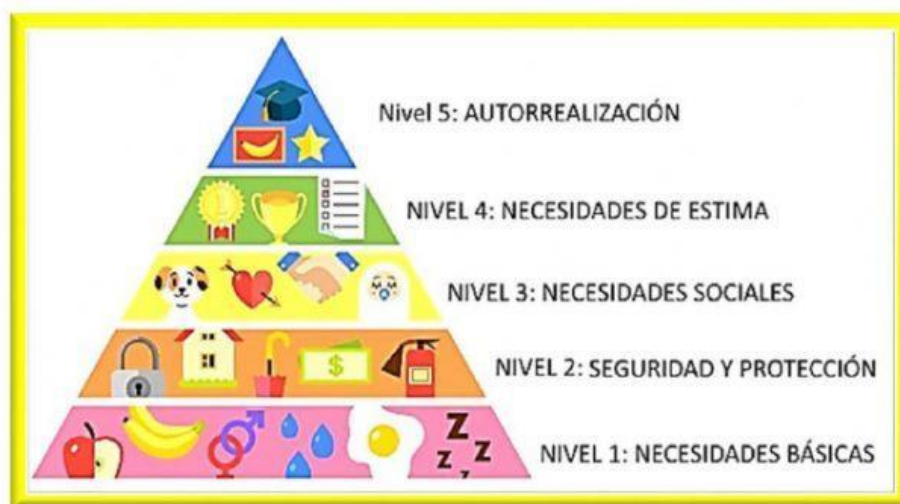 Nivel 5: AUTORREALIZACIÓN
NIVEL 4: NECESIDADES DE ESTIMA
NIVEL 3: NECESIDADES SOCIALES
$
NIVEL 2: SEGURIDAD Y PROTECCIÓN
Z
Z
Z
z
NIVEL 1: NECESIDADES BÁSICAS